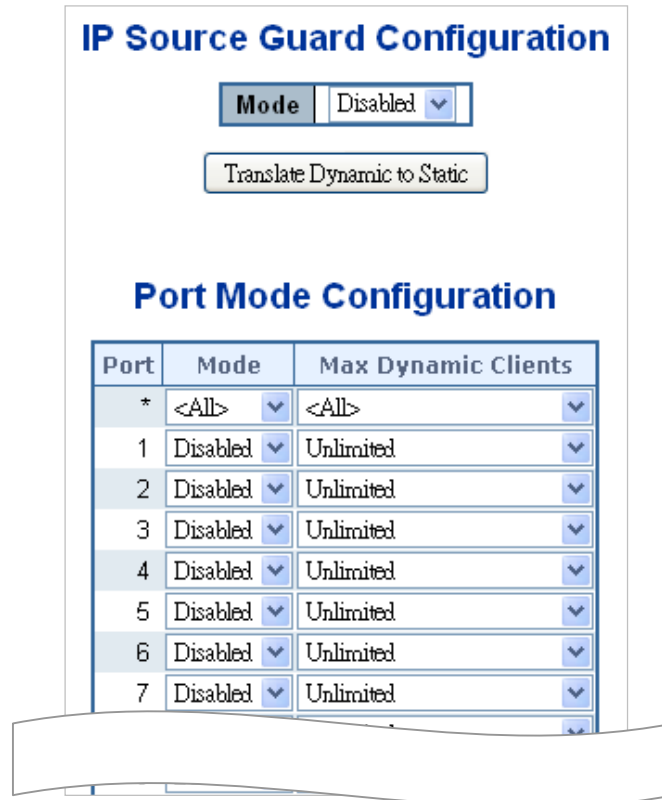 IP Source Guard Configuration
Mode Disabled
Translate Dynamic to Static
Port Mode Configuration
Port Mode Max Dynamic Clients
* <All> <All>
1 Disabled Unlimited
2 Disabled Unlimited
3 Disabled Unlimited
4 Disabled Unlimited
5 Disabled Unlimited
6 Disabled Unlimited
7 Disabled Unlimited